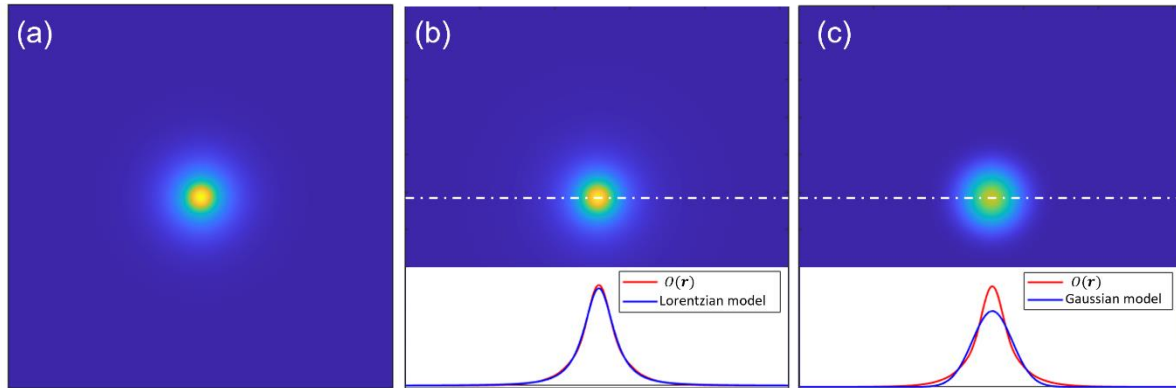 (a)
(b)
(c)
O(r)
Lorentzian model
O(r)
Gaussian model